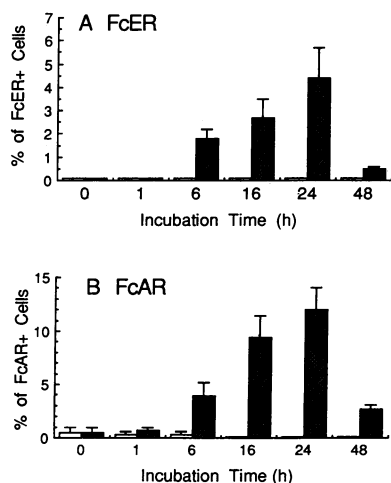 A FcER
% of FcER+ Cells
7
6
5
4
3
2
1
0
0 1 6 16 24 48
Incubation Time (h)
B FcAR
% of FcAR+ Cells
15
10
5
0
0 1 6 16 24 48
Incubation Time (h)